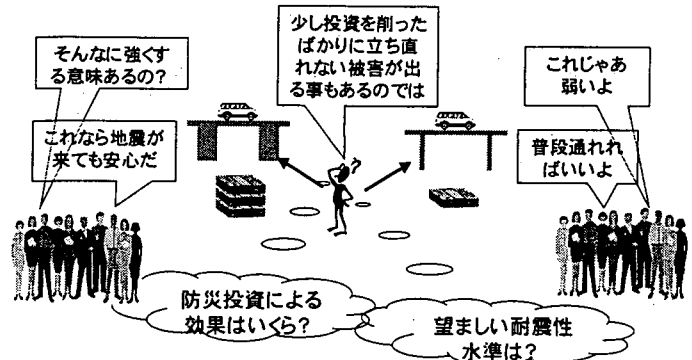 そんなに強くす
る意味あるの？
これなら地震が
来ても安心だ
少し投資を削った
ばかりに立ち直
れない被害が出
る事もあるのでは
?
これじゃあ
弱いよ
普段通れれ
ばいいよ
防災投資による
効果はいくら？
望ましい耐震性
水準は？